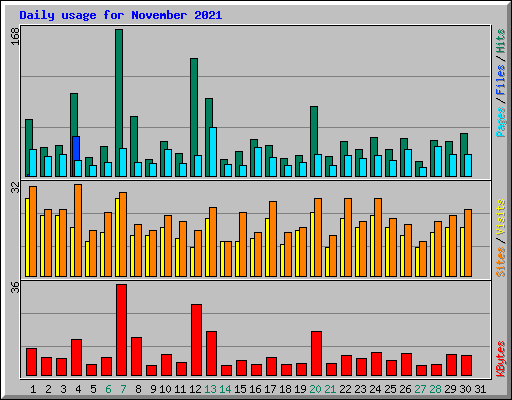 Daily usage for November 2021
168
Pages / Files / Hits
32
Sites / Visits
36
KBytes
1 2 3 4 5 6 7 8 9 10 11 12 13 14 15 16 17 18 19 20 21 22 23 24 25 26 27 28 29 30 31